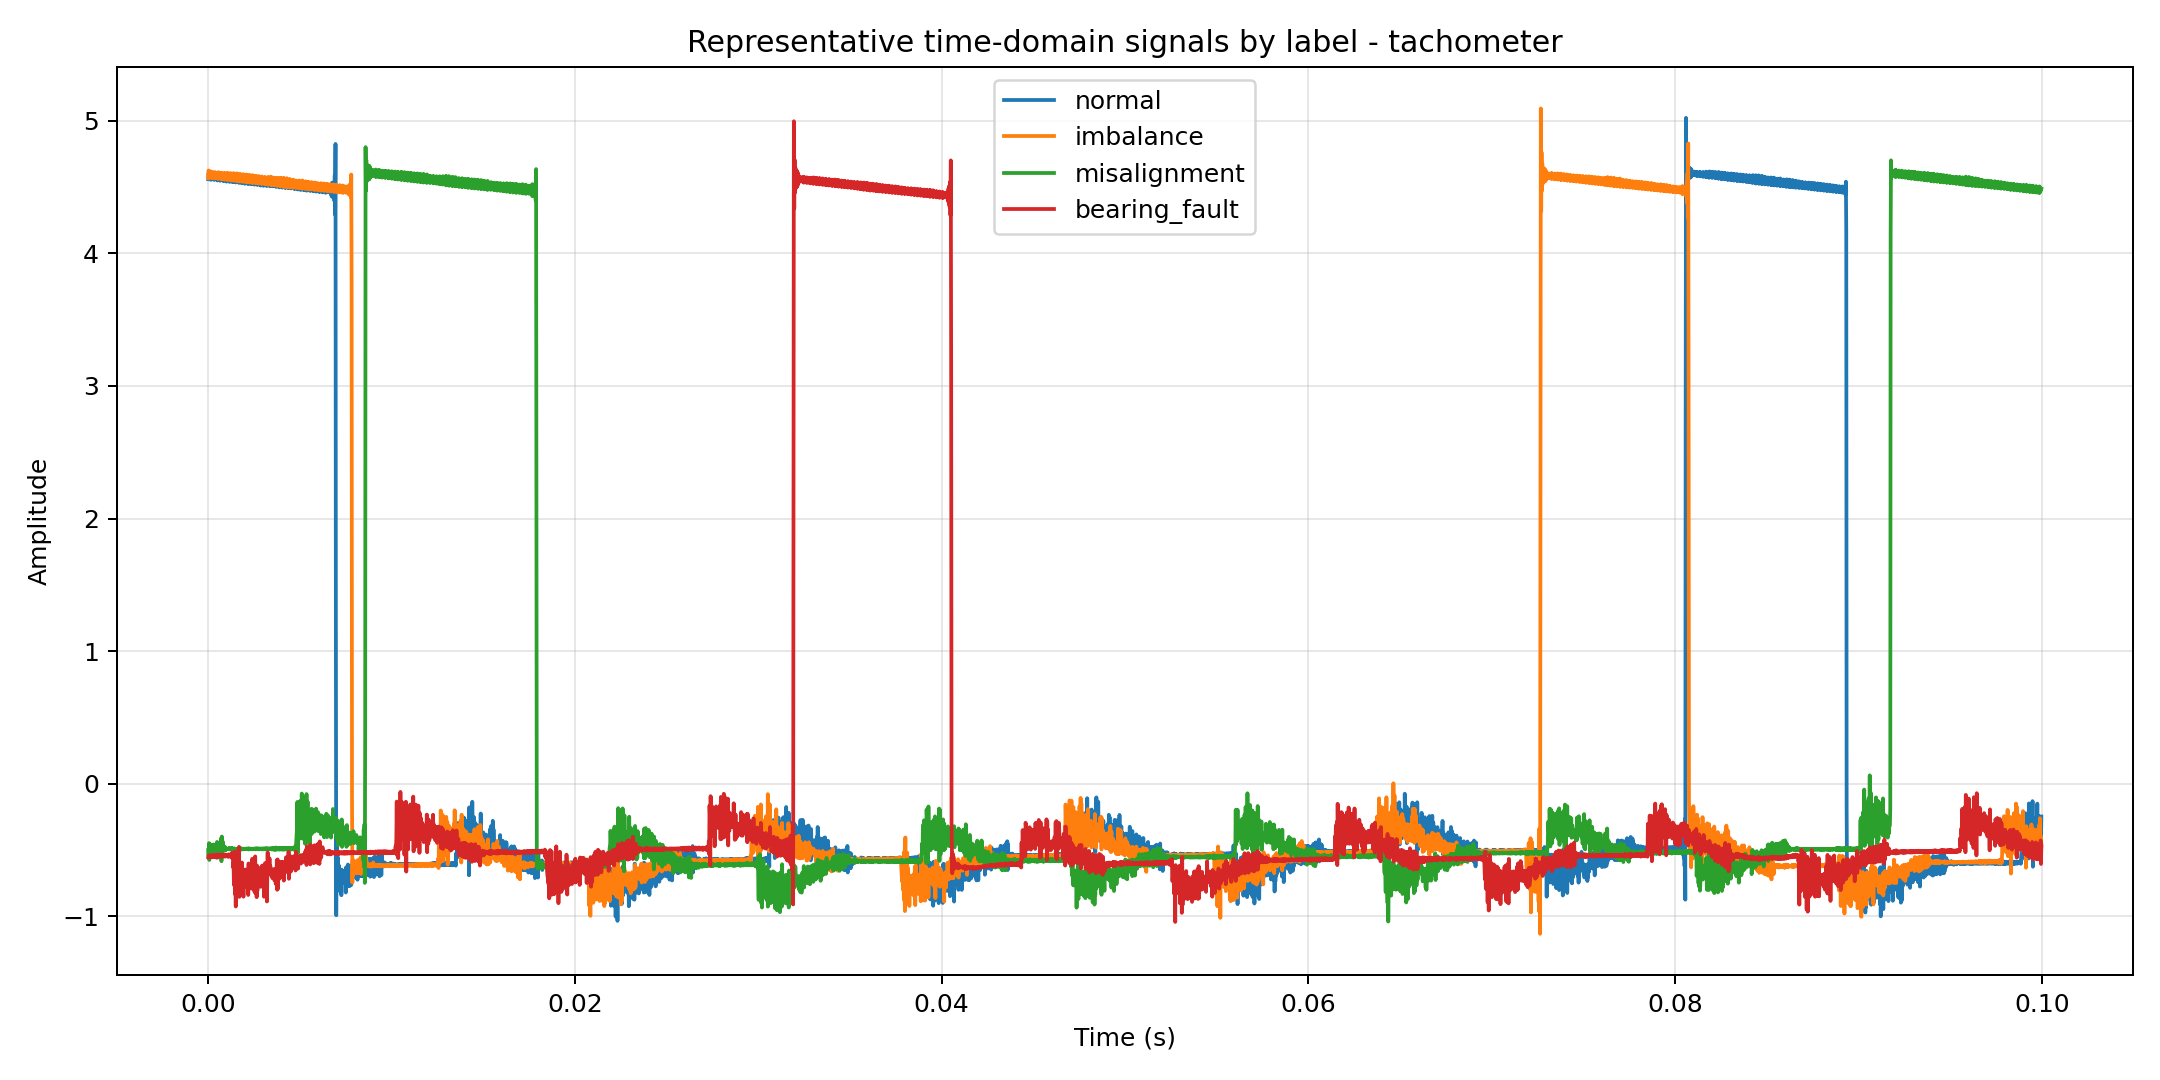 Representative time-domain signals by label - tachometer
normal
imbalance
misalignment
bearing_fault
5
4
3
2
1
0
−1
Amplitude
0.00 0.02 0.04 0.06 0.08 0.10
Time (s)